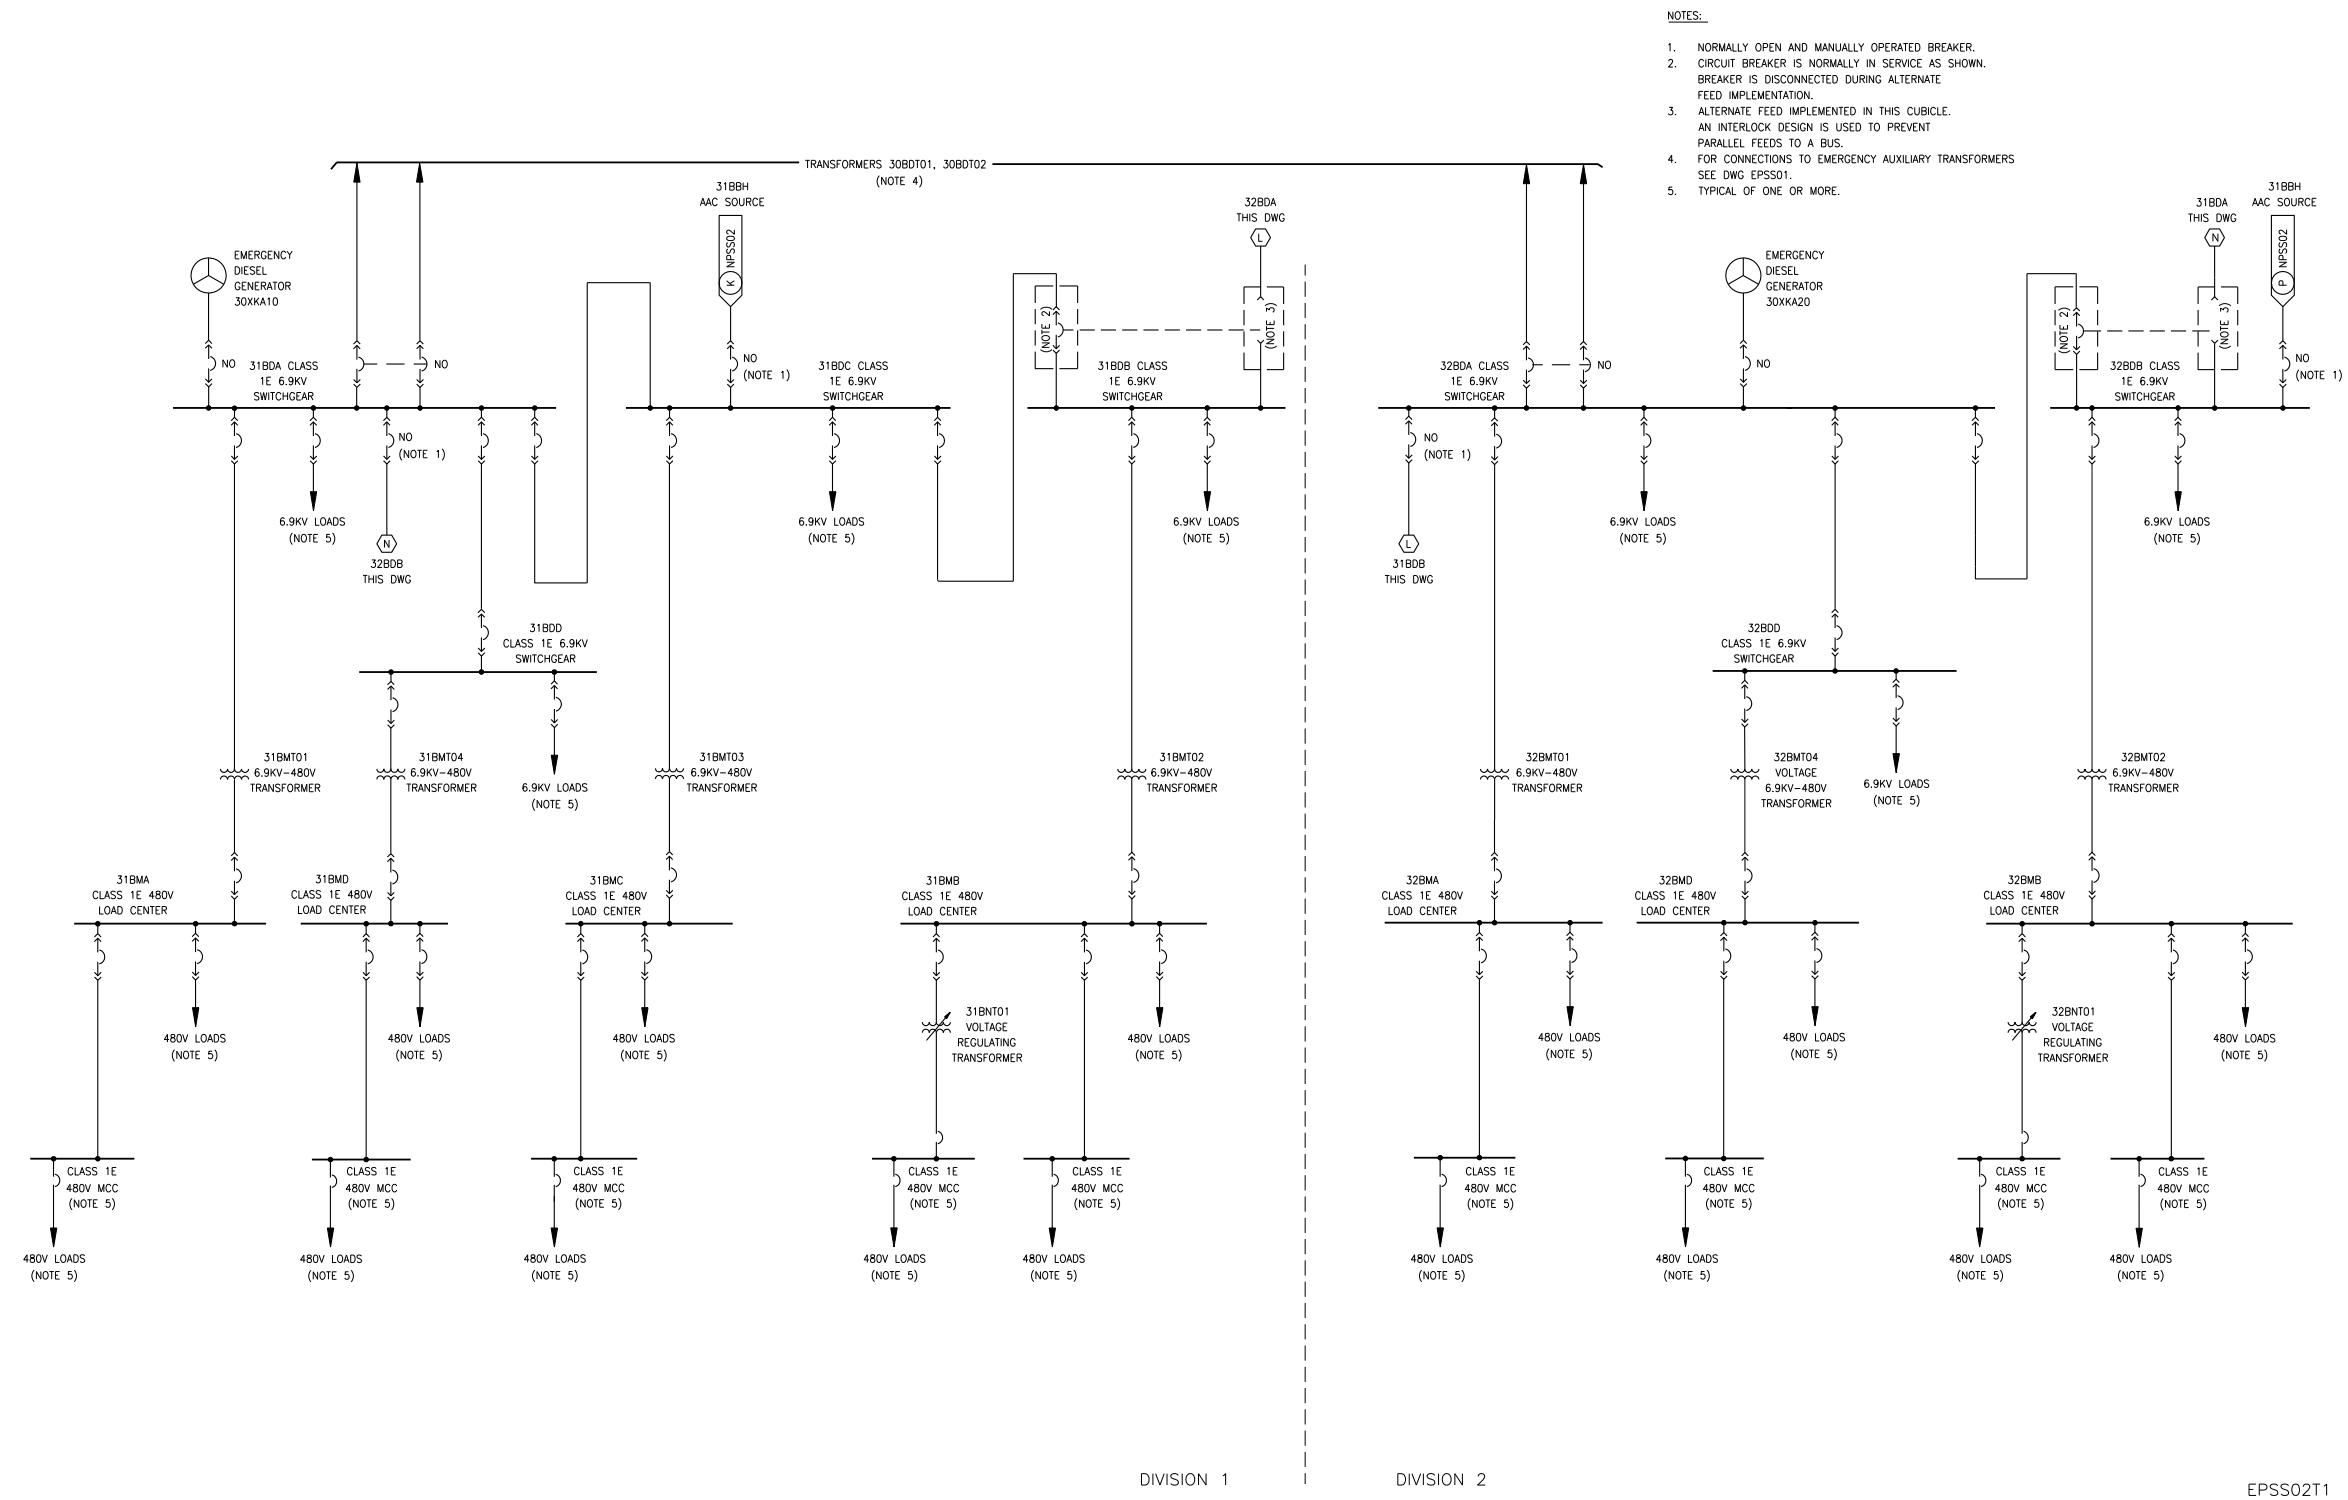 NOTES:
1. NORMALLY OPEN AND MANUALLY OPERATED BREAKER.
2. CIRCUIT BREAKER IS NORMALLY IN SERVICE AS SHOWN.
BREAKER IS DISCONNECTED DURING ALTERNATE
FEED IMPLEMENTATION.
3. ALTERNATE FEED IMPLEMENTED IN THIS CUBICLE.
AN INTERLOCK DESIGN IS USED TO PREVENT
PARALLEL FEEDS TO A BUS.
4. FOR CONNECTIONS TO EMERGENCY AUXILIARY TRANSFORMERS
SEE DWG EPSS01.
5. TYPICAL OF ONE OR MORE.
TRANSFORMERS 30BDT01, 30BDT02
(NOTE 4)
EMERGENCY
DIESEL
GENERATOR
30XKA10
NO
31BDA CLASS
1E 6.9KV
SWITCHGEAR
NO
31BBH
AAC SOURCE
NPSS02
K
NO
(NOTE 1)
31BDC CLASS
1E 6.9KV
SWITCHGEAR
(NOTE 2)
31BDB CLASS
1E 6.9KV
SWITCHGEAR
32BDA
THIS DWG
L
(NOTE 3)
32BDA CLASS
1E 6.9KV
SWITCHGEAR
NO
EMERGENCY
DIESEL
GENERATOR
30XKA20
NO
(NOTE 2)
32BDB CLASS
1E 6.9KV
SWITCHGEAR
31BDA
THIS DWG
N
(NOTE 3)
31BBH
AAC SOURCE
NPSS02
P
NO
(NOTE 1)
6.9KV LOADS
(NOTE 5)
NO
(NOTE 1)
N
32BDB
THIS DWG
6.9KV LOADS
(NOTE 5)
6.9KV LOADS
(NOTE 5)
NO
(NOTE 1)
L
31BDB
THIS DWG
6.9KV LOADS
(NOTE 5)
6.9KV LOADS
(NOTE 5)
31BDD
CLASS 1E 6.9KV
SWITCHGEAR
32BDD
CLASS 1E 6.9KV
SWITCHGEAR
31BMT01
6.9KV-480V
TRANSFORMER
31BMT04
6.9KV-480V
TRANSFORMER
6.9KV LOADS
(NOTE 5)
31BMT03
6.9KV-480V
TRANSFORMER
31BMT02
6.9KV-480V
TRANSFORMER
32BMT01
6.9KV-480V
TRANSFORMER
32BMT04
VOLTAGE
6.9KV-480V
TRANSFORMER
6.9KV LOADS
(NOTE 5)
32BMT02
6.9KV-480V
TRANSFORMER
31BMA
CLASS 1E 480V
LOAD CENTER
31BMD
CLASS 1E 480V
LOAD CENTER
31BMC
CLASS 1E 480V
LOAD CENTER
31BMB
CLASS 1E 480V
LOAD CENTER
32BMA
CLASS 1E 480V
LOAD CENTER
32BMD
CLASS 1E 480V
LOAD CENTER
32BMB
CLASS 1E 480V
LOAD CENTER
480V LOADS
(NOTE 5)
480V LOADS
(NOTE 5)
480V LOADS
(NOTE 5)
31BNT01
VOLTAGE
REGULATING
TRANSFORMER
480V LOADS
(NOTE 5)
480V LOADS
(NOTE 5)
480V LOADS
(NOTE 5)
32BNT01
VOLTAGE
REGULATING
TRANSFORMER
480V LOADS
(NOTE 5)
CLASS 1E
480V MCC
(NOTE 5)
CLASS 1E
480V MCC
(NOTE 5)
CLASS 1E
480V MCC
(NOTE 5)
CLASS 1E
480V MCC
(NOTE 5)
CLASS 1E
480V MCC
(NOTE 5)
CLASS 1E
480V MCC
(NOTE 5)
CLASS 1E
480V MCC
(NOTE 5)
CLASS 1E
480V MCC
(NOTE 5)
CLASS 1E
480V MCC
(NOTE 5)
480V LOADS
(NOTE 5)
480V LOADS
(NOTE 5)
480V LOADS
(NOTE 5)
480V LOADS
(NOTE 5)
480V LOADS
(NOTE 5)
480V LOADS
(NOTE 5)
480V LOADS
(NOTE 5)
480V LOADS
(NOTE 5)
480V LOADS
(NOTE 5)
DIVISION 1
DIVISION 2
EPSS02T1